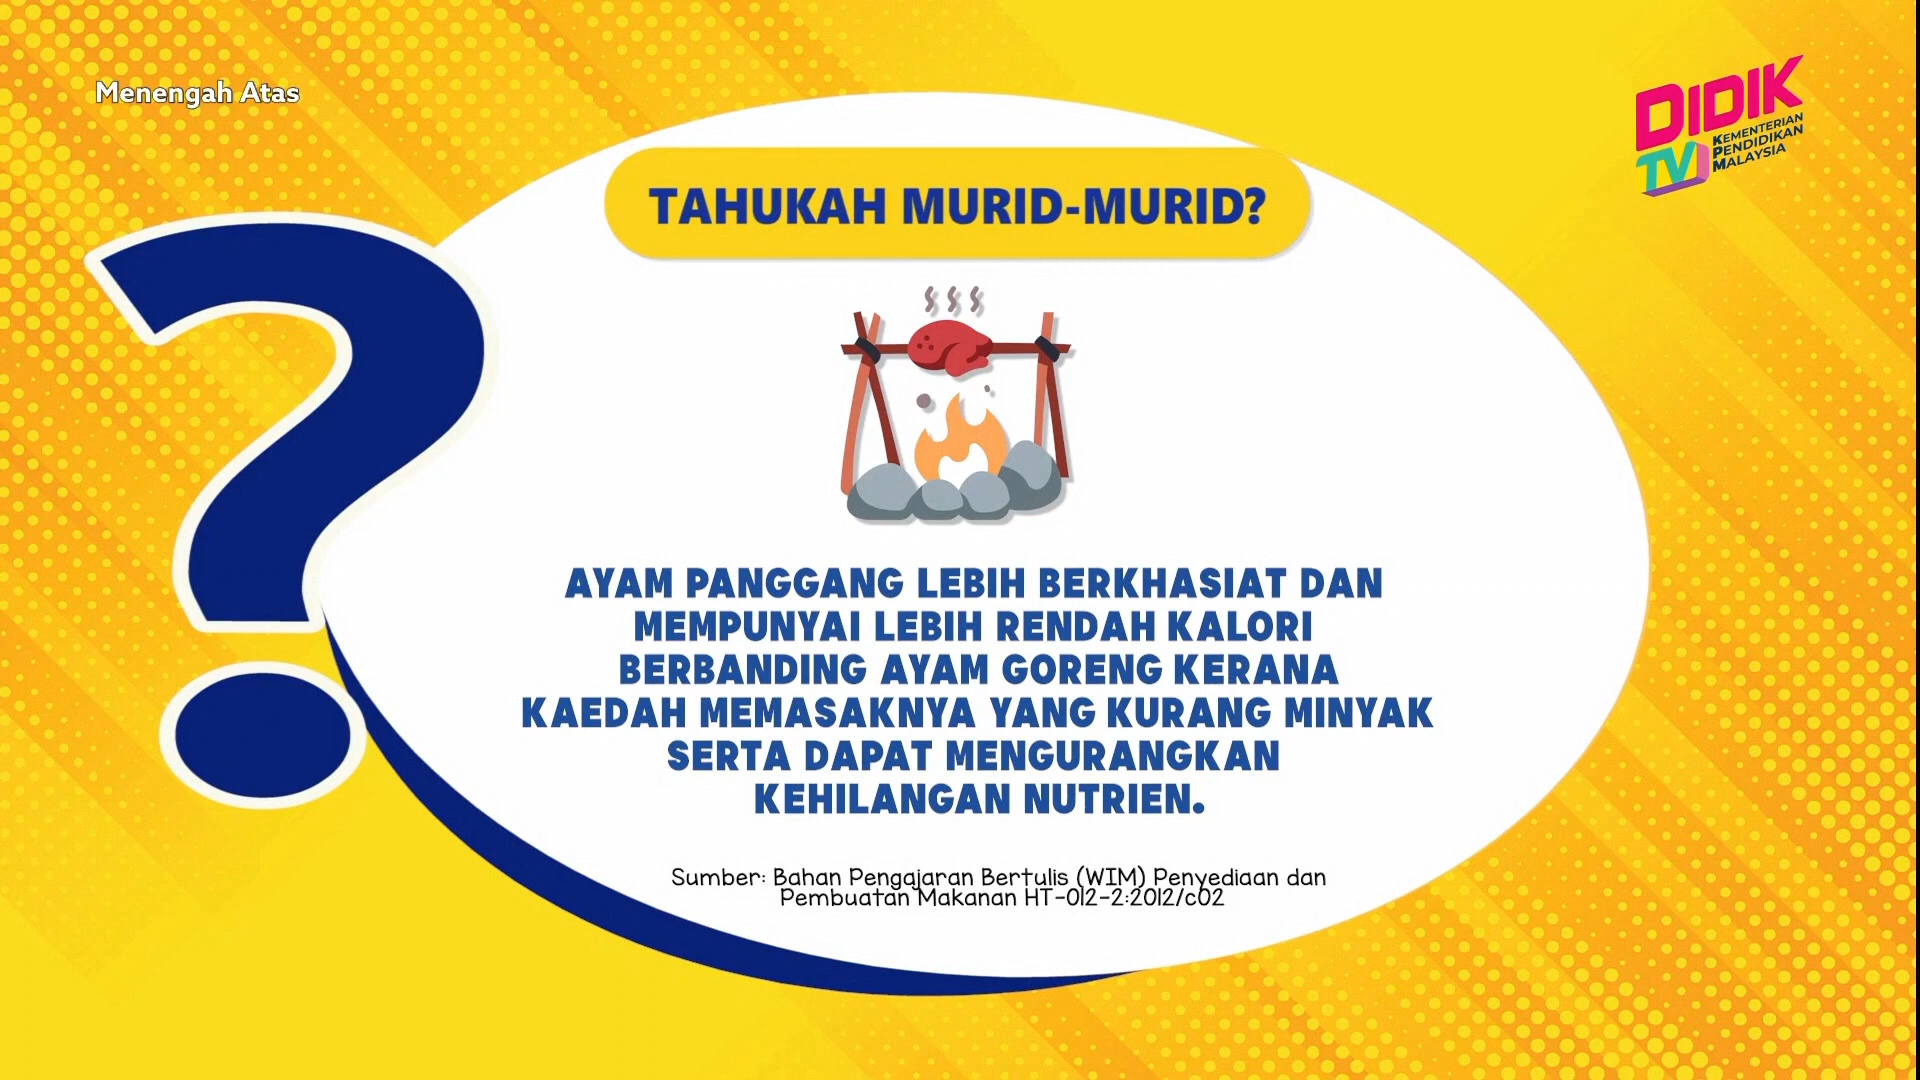 Menengah Atas
DIDIK
TV
KEMENTERIAN
PENDIDIKAN
MALAYSIA
TAHUKAH MURID-MURID?
AYAM PANGGANG LEBIH BERKHASIAT DAN
MEMPUNYAI LEBIH RENDAH KALORI
BERBANDING AYAM GORENG KERANA
KAEDAH MEMASAKNYA YANG KURANG MINYAK
SERTA DAPAT MENGURANGKAN
KEHILANGAN NUTRIEN.
Sumber: Bahan Pengajaran Bertulis (WIM) Penyediaan dan
Pembuatan Makanan HT-012-2:2012/c02